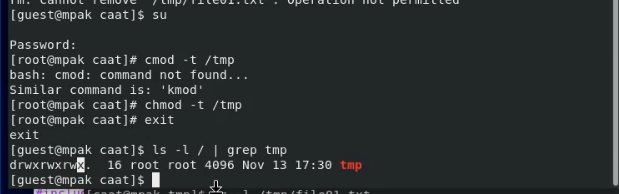 rm: cannot remove '/tmp/file01.txt': Operation not permitted
[guest@mpak caat]$ su
Password:
[root@mpak caat]# cmod -t /tmp
bash: cmod: command not found...
Similar command is: 'kmod'
[root@mpak caat]# chmod -t /tmp
[root@mpak caat]# exit
exit
[guest@mpak caat]$ ls -l / | grep tmp
drwxrwxrwx.  16 root root 4096 Nov 13 17:30 tmp
[guest@mpak caat]$
[caat@mpak tmp]$ -l /tmp/file01.txt